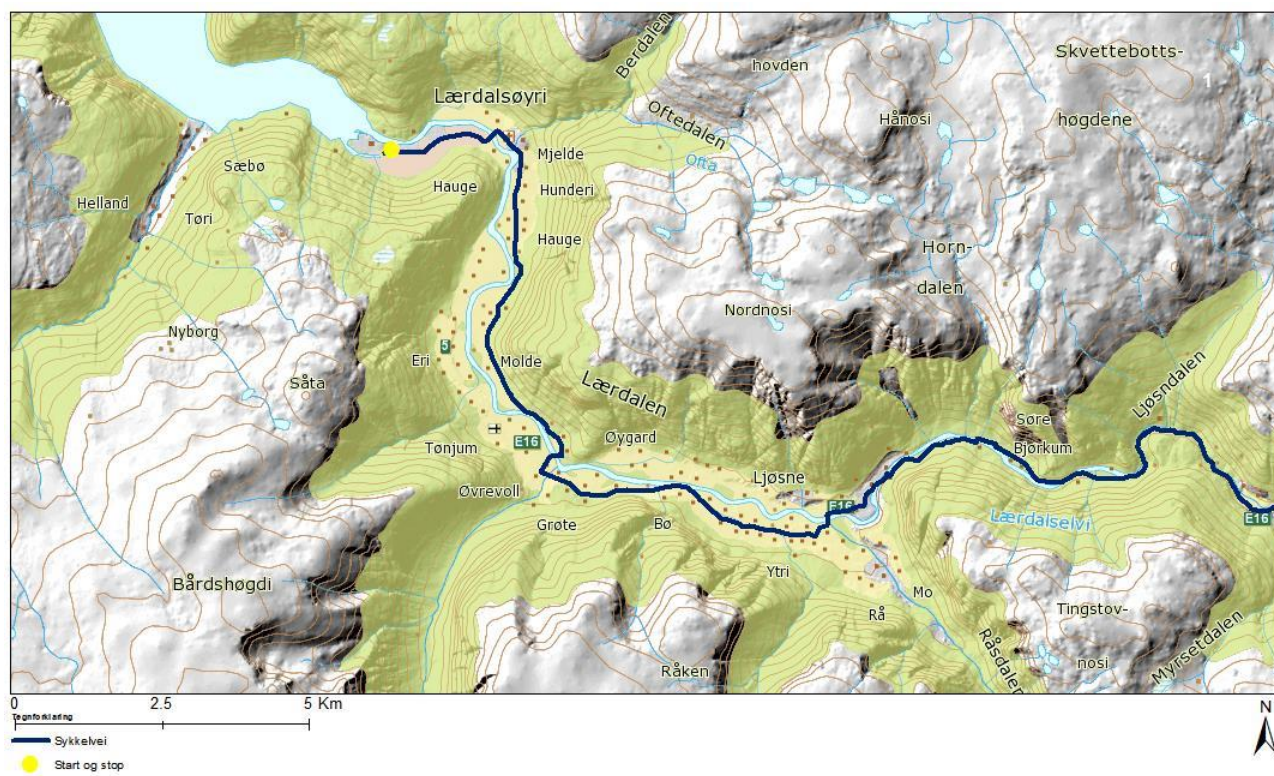 Skvettebotts-
hovden
1
Berdalen
Lærdalsøyri
Oftedalen
Hånosi
høgdene
Mjelde
Ofta
Sæbø
Hauge
Hunderi
Helland
Tøri
Hauge
Horn-
dalen
Nordnosi
Nyborg
5
Eri
Molde
Såta
Lærdalen
Ljøsndalen
Søre
Bjørkum
Tønjum
E16
Øygard
Ljøsne
Øvrevoll
E16
E16
Grøte
Bø
Lærdalselvi
Ytri
Bårdshøgdi
Mo
Rå
Tingstov-
nosi
Råken
Råsdalen
Myrsetdalen
0 2.5 5 Km
N
Tegnforklaring
Sykkelvei
Start og stop